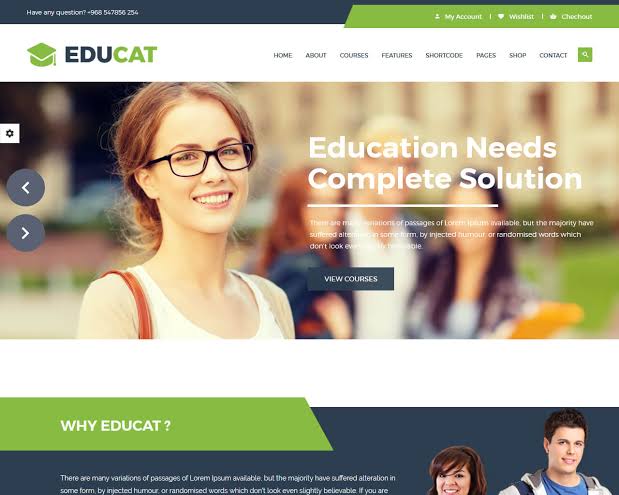 Have any question? +968 547856 254
My Account | Wishlist | Chechout
EDUCAT
HOME ABOUT COURSES FEATURES SHORTCODE PAGES SHOP CONTACT
Education Needs
Complete Solution
There are many variations of passages of Lorem Ipsum available, but the majority have
suffered alteration in some form, by injected humour, or randomised words which
don't look even slightly believable.
VIEW COURSES
WHY EDUCAT ?
There are many variations of passages of Lorem Ipsum available, but the majority have suffered alteration in
some form, by injected humour, or randomised words which don't look even slightly believable. If you are